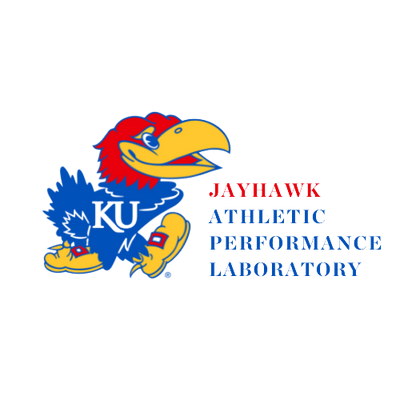 KU
JAYHAWK
ATHLETIC
PERFORMANCE
LABORATORY
®